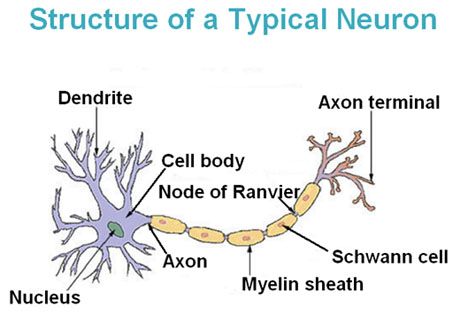 Structure of a Typical Neuron
Dendrite
Axon terminal
Cell body
Node of Ranvier
Axon
Schwann cell
Myelin sheath
Nucleus